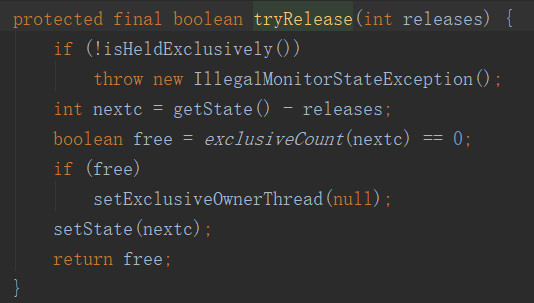 protected final boolean tryRelease(int releases) {
    if (!isHeldExclusively())
        throw new IllegalMonitorStateException();
    int nextc = getState() - releases;
    boolean free = exclusiveCount(nextc) == 0;
    if (free)
        setExclusiveOwnerThread(null);
    setState(nextc);
    return free;
}